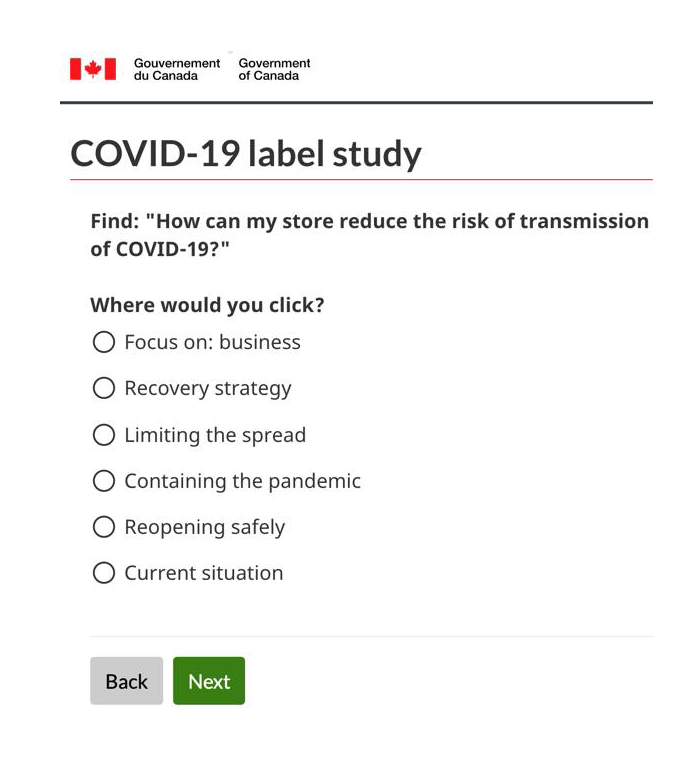 Gouvernement Government
du Canada of Canada
COVID-19 label study
Find: "How can my store reduce the risk of transmission
of COVID-19?"
Where would you click?
Focus on: business
Recovery strategy
Limiting the spread
Containing the pandemic
Reopening safely
Current situation
Back Next